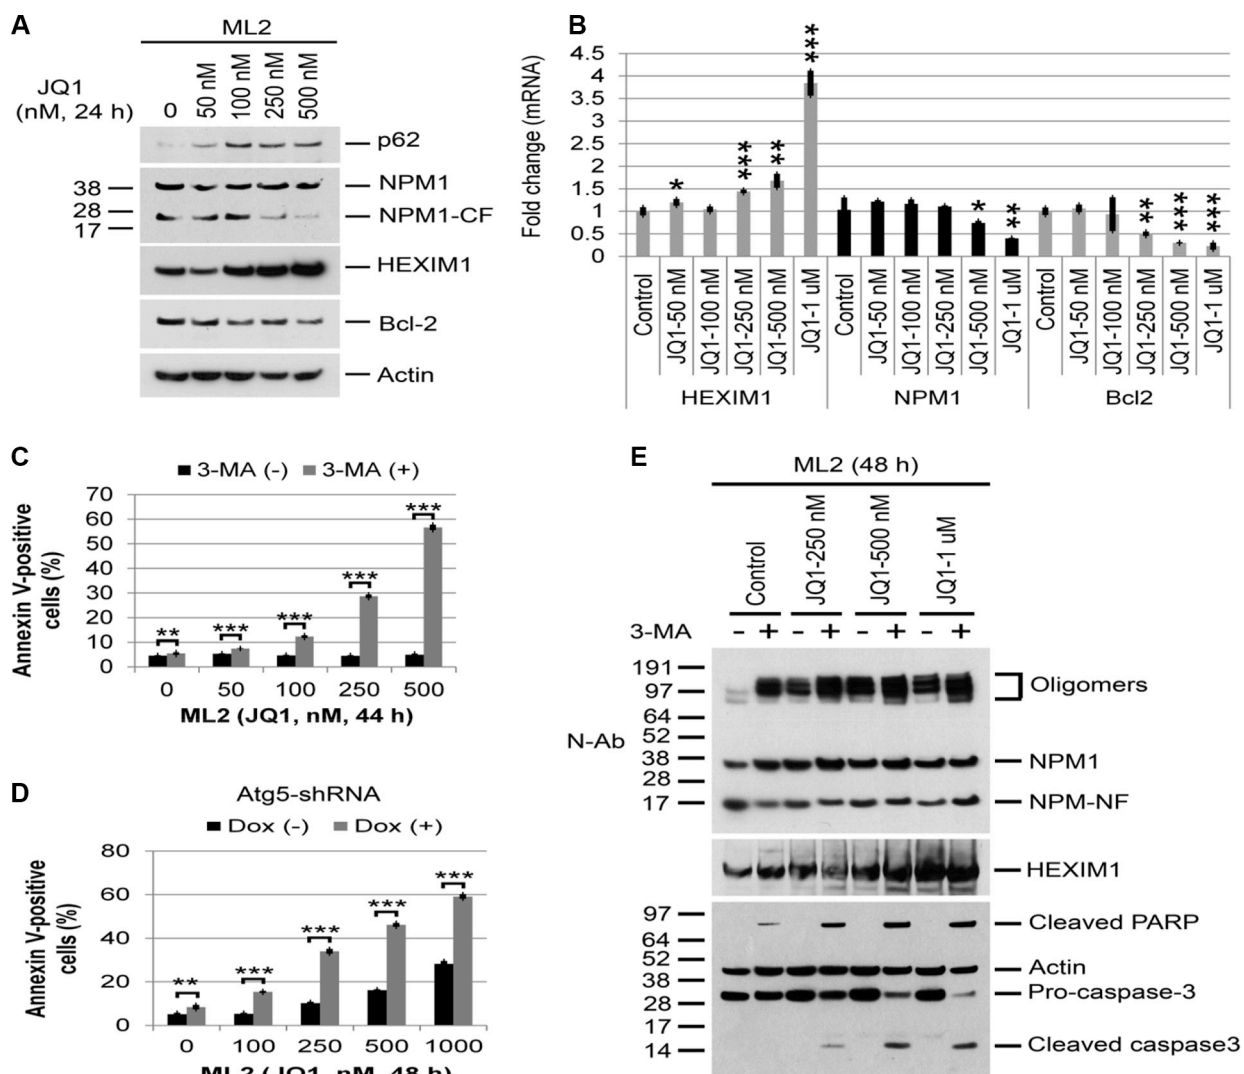 A
ML2
JQ1
(nM, 24 h)
0
50 nM
100 nM
250 nM
500 nM
p62
38
28
17
NPM1
NPM1-CF
HEXIM1
Bcl-2
Actin
B
Fold change (mRNA)
4.5
4
3.5
3
2.5
2
1.5
1
0.5
0
*
***
**
***
*
**
**
***
***
Control
JQ1-50 nM
JQ1-100 nM
JQ1-250 nM
JQ1-500 nM
JQ1-1 uM
Control
JQ1-50 nM
JQ1-100 nM
JQ1-250 nM
JQ1-500 nM
JQ1-1 uM
Control
JQ1-50 nM
JQ1-100 nM
JQ1-250 nM
JQ1-500 nM
JQ1-1 uM
HEXIM1
NPM1
Bcl2
C
3-MA (-)
3-MA (+)
Annexin V-positive
cells (%)
70
60
50
40
30
20
10
0
**
***
***
***
***
0
50
100
250
500
ML2 (JQ1, nM, 44 h)
D
Atg5-shRNA
Dox (-)
Dox (+)
Annexin V-positive
cells (%)
80
60
40
20
0
**
***
***
***
***
0
100
250
500
1000
ML2 (JQ1, nM, 48 h)
E
ML2 (48 h)
Control
JQ1-250 nM
JQ1-500 nM
JQ1-1 uM
3-MA
- + - + - + - +
N-Ab
191
97
64
52
38
28
17
Oligomers
NPM1
NPM-NF
HEXIM1
97
64
52
38
28
17
14
Cleaved PARP
Actin
Pro-caspase-3
Cleaved caspase3